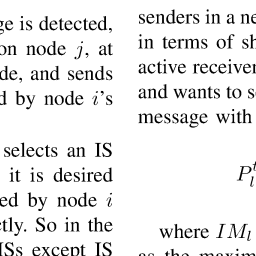 ge is detected,
on node j, at
de, and sends
d by node i's
selects an IS
it is desired
ed by node i
ctly. So in the
ISs except IS
senders in a ne
in terms of sh
active receiver
and wants to s
message with
P_l^t
where IM_l
as the maxim